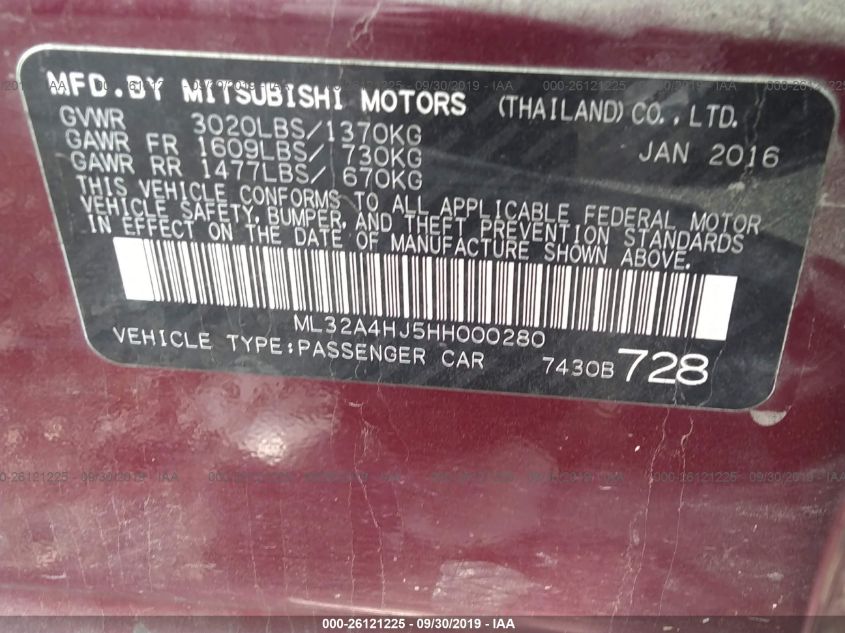 MFD.BY MITSUBISHI MOTORS (THAILAND) CO., LTD.
GVWR 3020LBS/1370KG JAN 2016
GAWR FR 1609LBS/ 730KG
GAWR RR 1477LBS/ 670KG
THIS VEHICLE CONFORMS TO ALL APPLICABLE FEDERAL MOTOR
VEHICLE SAFETY, BUMPER, AND THEFT PREVENTION STANDARDS
IN EFFECT ON THE DATE OF MANUFACTURE SHOWN ABOVE.
ML32A4HJ5HH000280
VEHICLE TYPE:PASSENGER CAR 7430B 728
000-26121225 - 09/30/2019 - IAA